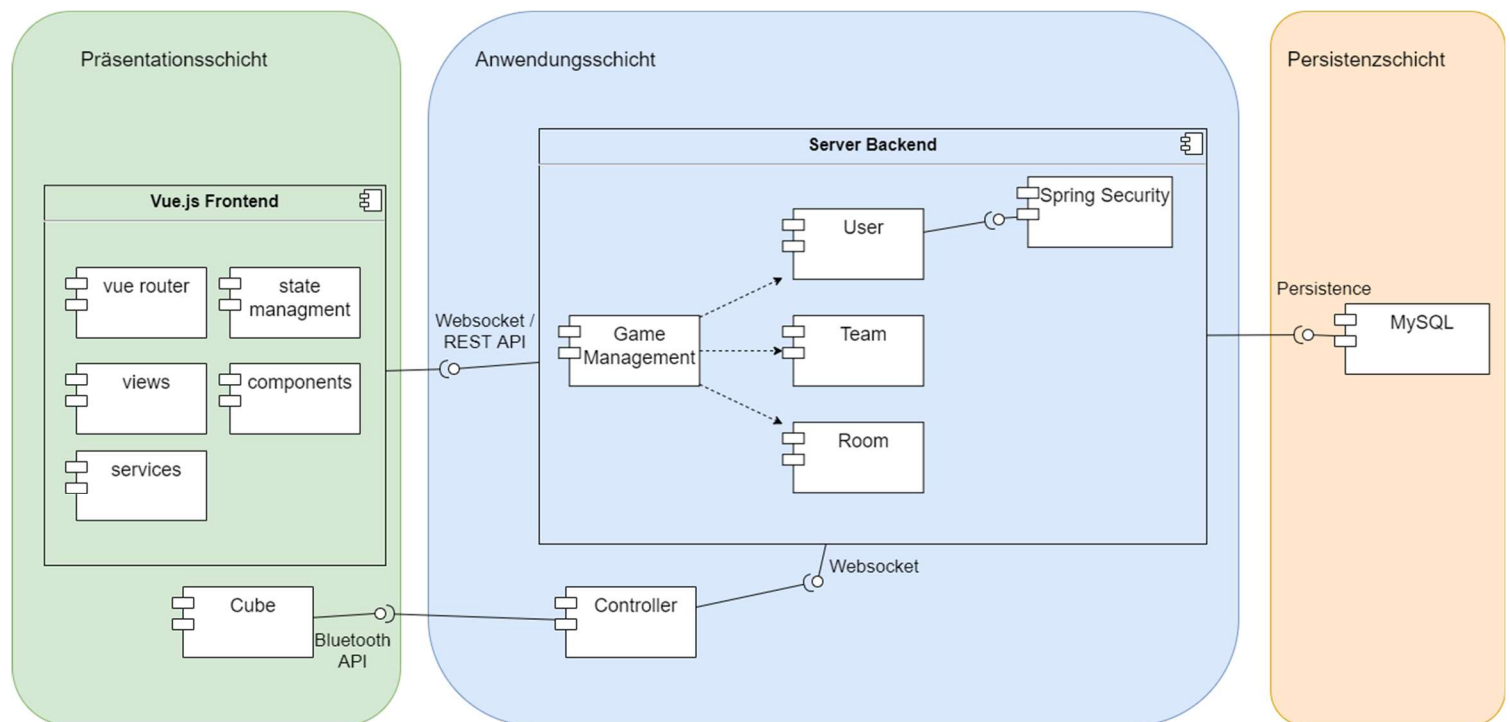 Präsentationsschicht
Anwendungsschicht
Persistenzschicht
Vue.js Frontend
vue router
state
managment
views
components
services
Cube
Bluetooth
API
Websocket /
REST API
Server Backend
Game
Management
User
Spring Security
Team
Room
Controller
Websocket
Persistence
MySQL